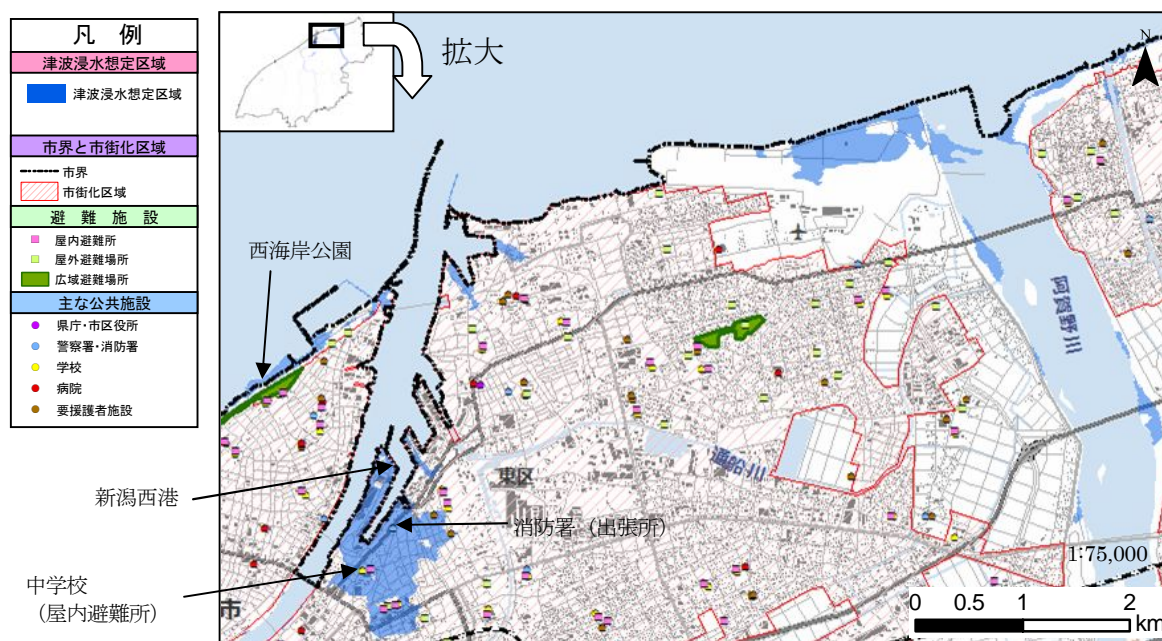 凡 例
津波浸水想定区域
津波浸水想定区域
市界と市街化区域
市界
市街化区域
避 難 施 設
屋内避難所
屋外避難場所
広域避難場所
主な公共施設
県庁・市区役所
警察署・消防署
学校
病院
要援護者施設
拡大
N
西海岸公園
阿賀野川
通船川
東区
新潟西港
消防署（出張所）
中学校
（屋内避難所）
市
1:75,000
0 0.5 1 2
km